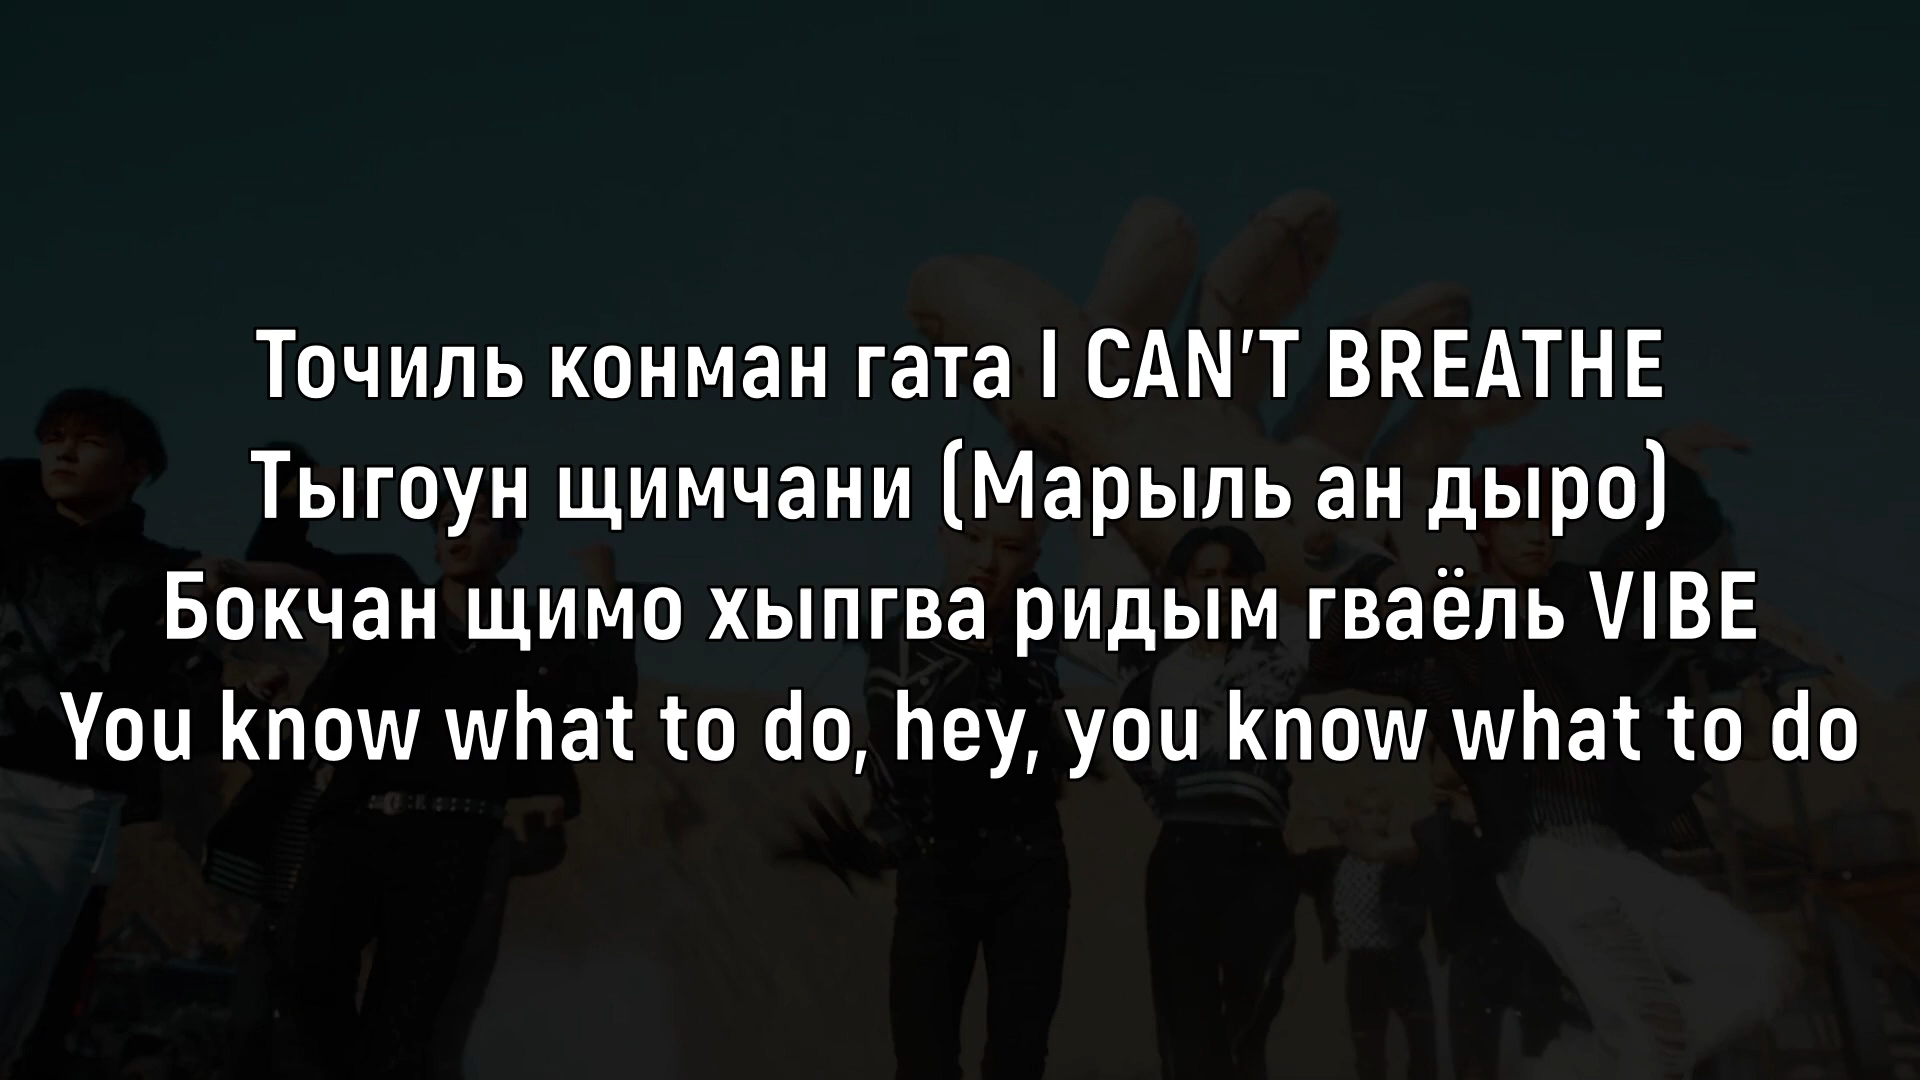 Точиль конман гата I CAN'T BREATHE
Тыгоун щимчани (Марыль ан дыро)
Бокчан щимо хыпгва ридым гваёль VIBE
You know what to do, hey, you know what to do